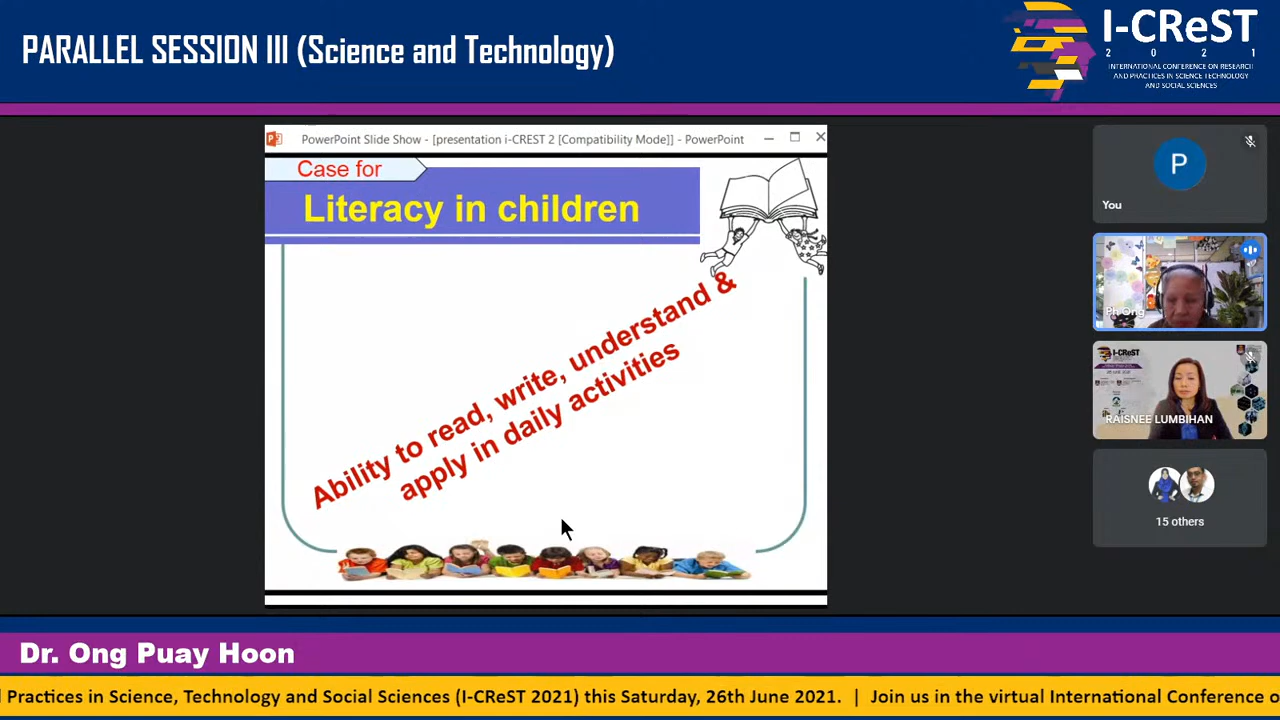 PARALLEL SESSION III (Science and Technology)
I-CReST
2 0 2 1
INTERNATIONAL CONFERENCE ON RESEARCH
AND PRACTICES IN SCIENCE TECHNOLOGY
AND SOCIAL SCIENCES
PowerPoint Slide Show - [presentation i-CREST 2 [Compatibility Mode]] - PowerPoint
Case for
Literacy in children
Ability to read, write, understand &
apply in daily activities
P
You
Ph Ong
I-CReST
RAISNEE LUMBIHAN
15 others
Dr. Ong Puay Hoon
Practices in Science, Technology and Social Sciences (I-CReST 2021) this Saturday, 26th June 2021. | Join us in the virtual International Conference o